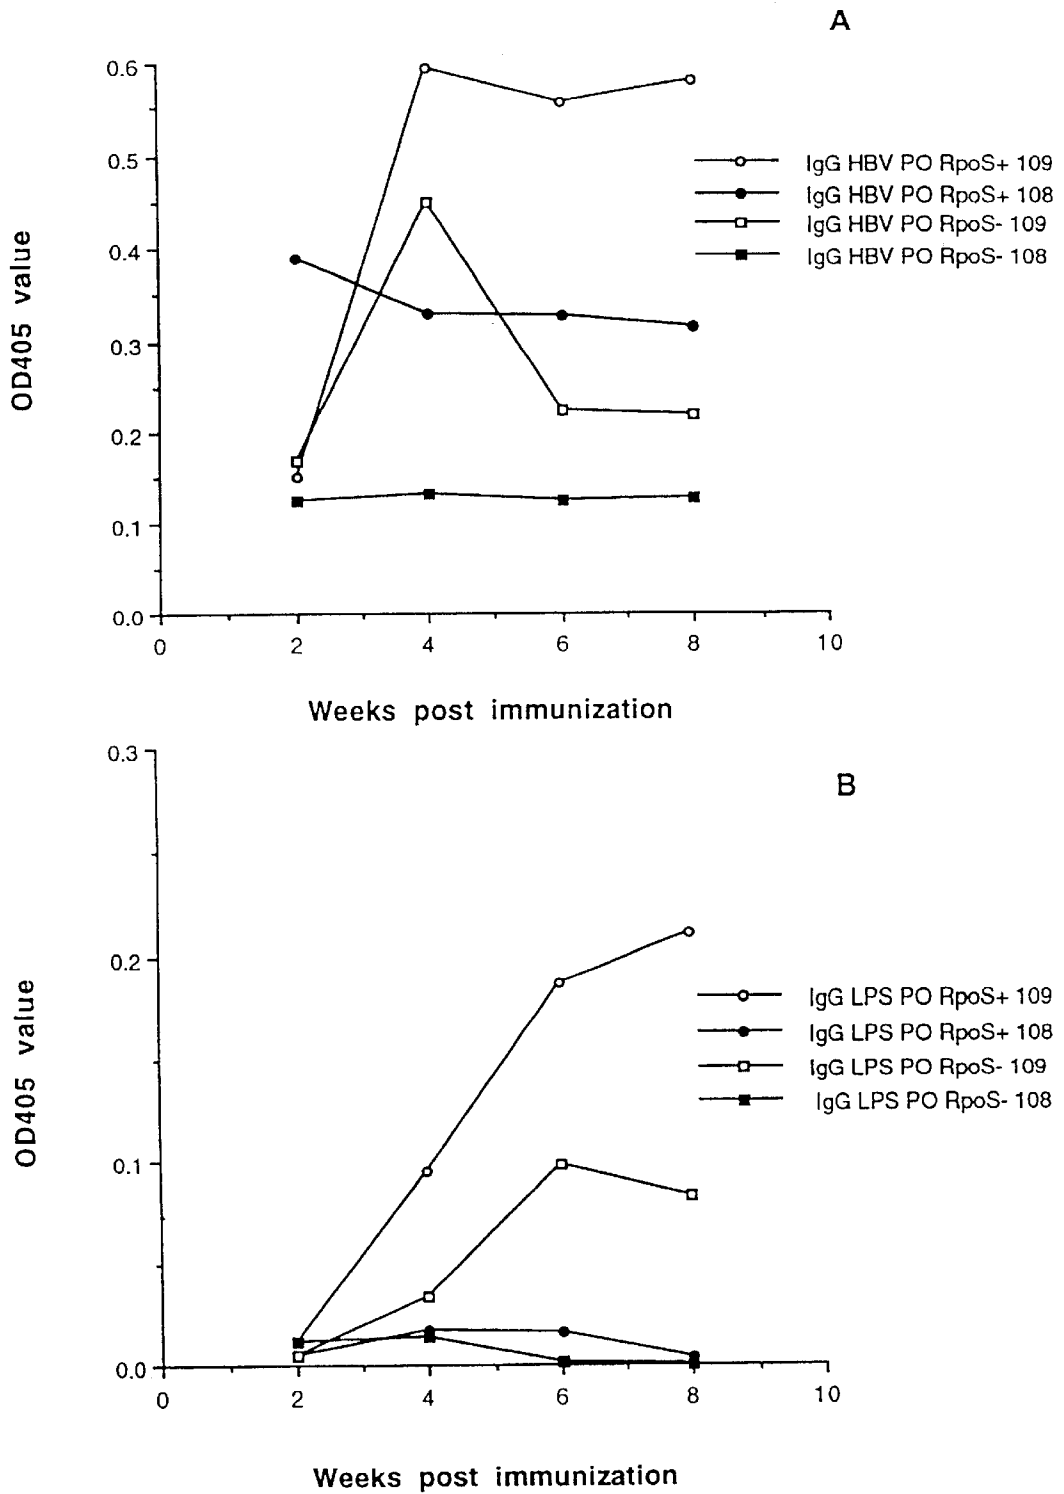 A
0.6
0.5
0.4
0.3
0.2
0.1
0.0
OD405 value
0 2 4 6 8 10
Weeks post immunization
IgG HBV PO RpoS+ 109
IgG HBV PO RpoS+ 108
IgG HBV PO RpoS- 109
IgG HBV PO RpoS- 108
B
0.3
0.2
0.1
0.0
OD405 value
0 2 4 6 8 10
Weeks post immunization
IgG LPS PO RpoS+ 109
IgG LPS PO RpoS+ 108
IgG LPS PO RpoS- 109
IgG LPS PO RpoS- 108